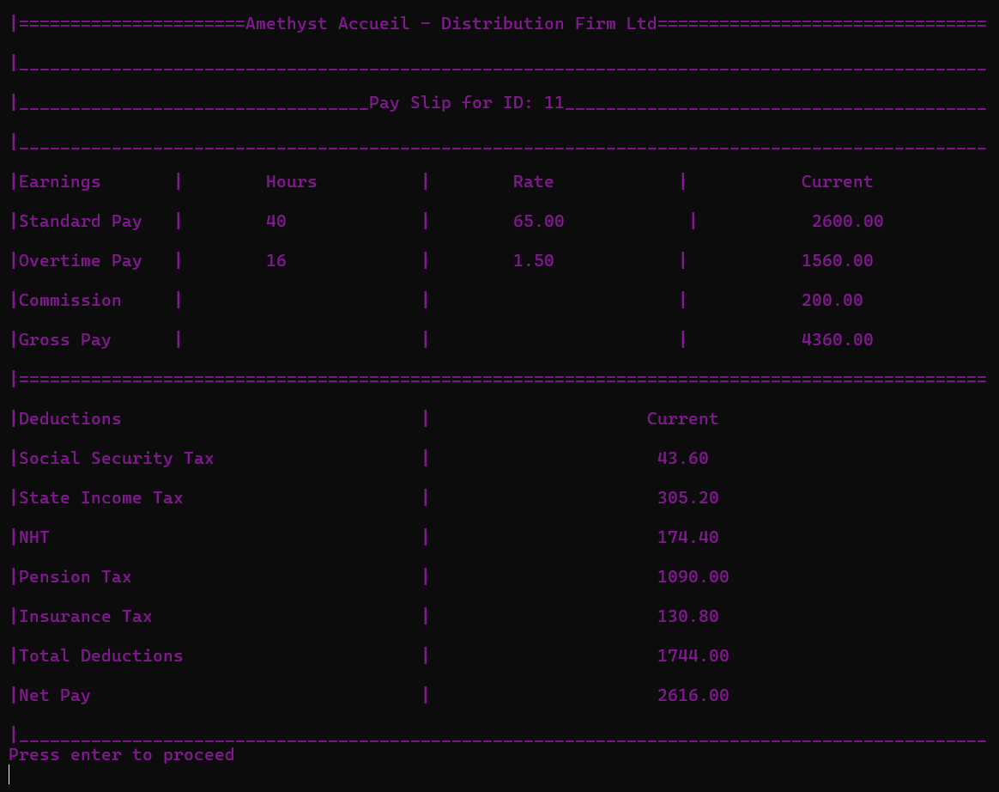 |======================Amethyst Accueil - Distribution Firm Ltd================================
|______________________________________________________________________________________________
|__________________________________Pay Slip for ID: 11_________________________________________
|______________________________________________________________________________________________
|Earnings | Hours | Rate | Current
|Standard Pay | 40 | 65.00 | 2600.00
|Overtime Pay | 16 | 1.50 | 1560.00
|Commission | | | 200.00
|Gross Pay | | | 4360.00
|==============================================================================================
|Deductions | Current
|Social Security Tax | 43.60
|State Income Tax | 305.20
|NHT | 174.40
|Pension Tax | 1090.00
|Insurance Tax | 130.80
|Total Deductions | 1744.00
|Net Pay | 2616.00
|______________________________________________________________________________________________
Press enter to proceed